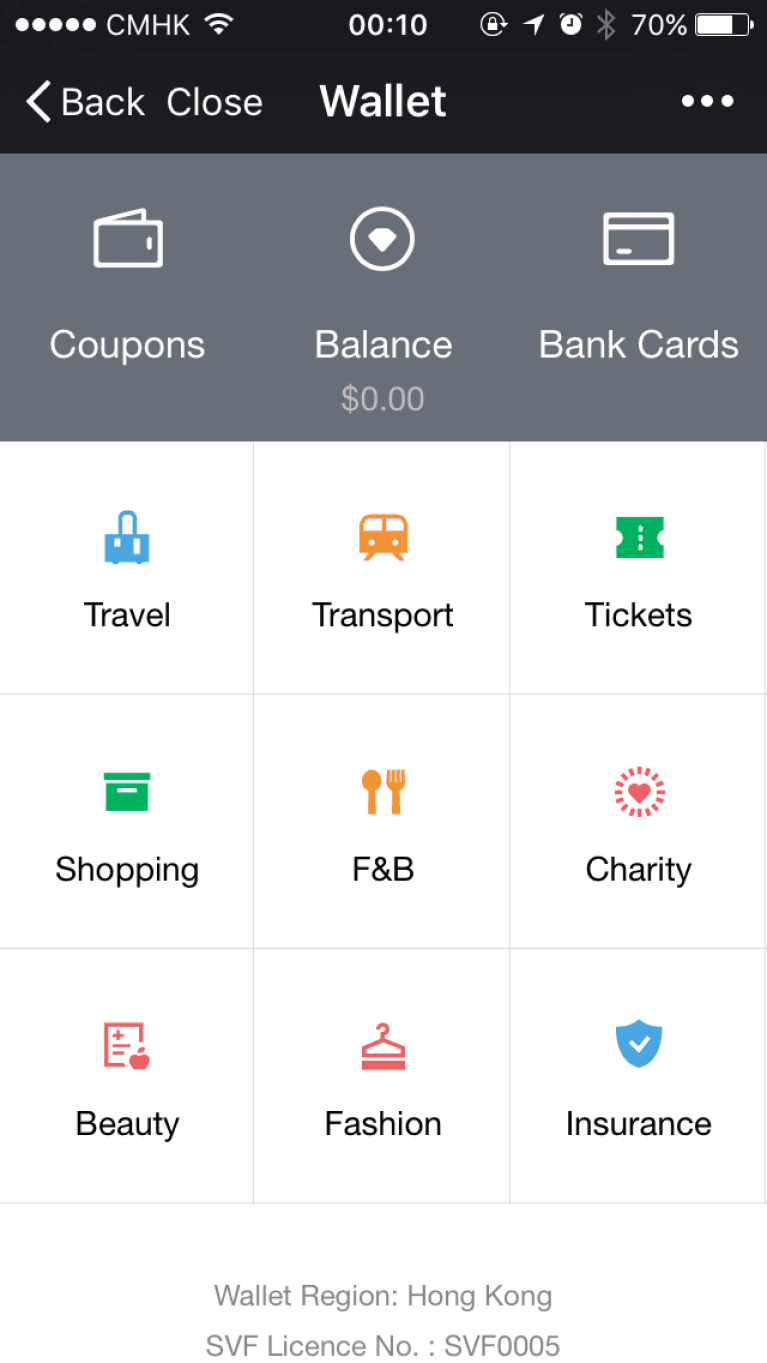 CMHK 00:10 70%
Back Close Wallet
Coupons Balance Bank Cards
$0.00
Travel Transport Tickets
Shopping F&B Charity
Beauty Fashion Insurance
Wallet Region: Hong Kong
SVF Licence No. : SVF0005